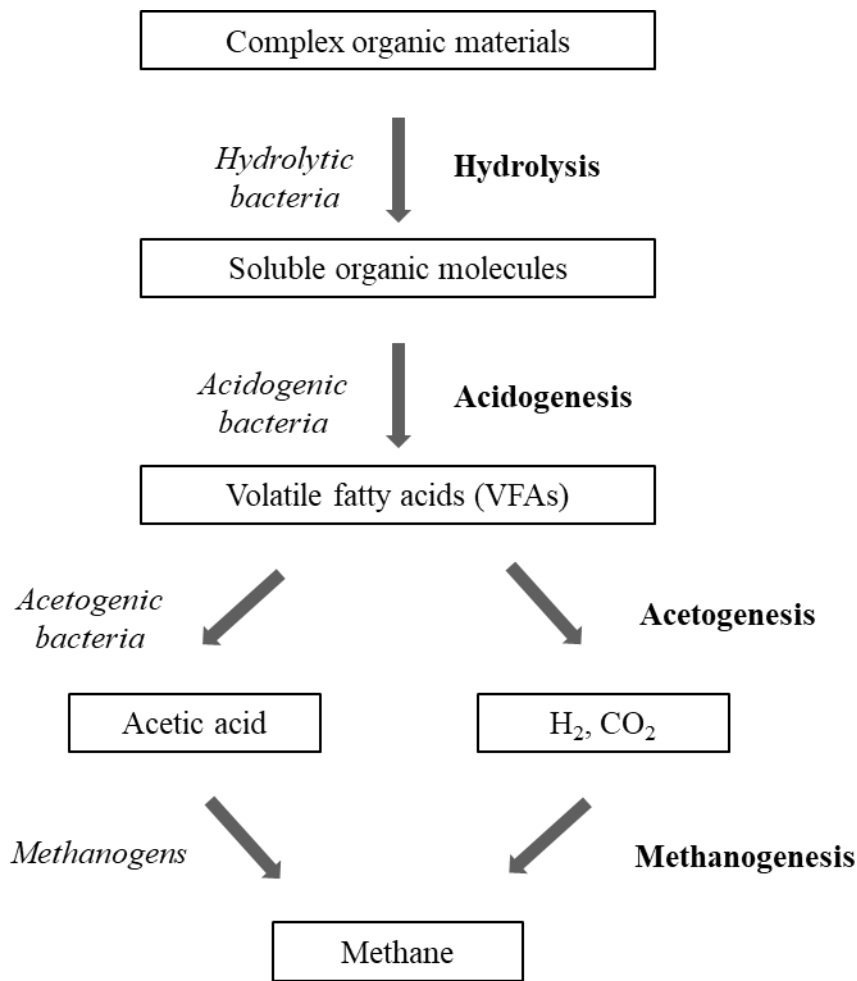 Complex organic materials
Hydrolytic
bacteria
Hydrolysis
Soluble organic molecules
Acidogenic
bacteria
Acidogenesis
Volatile fatty acids (VFAs)
Acetogenic
bacteria
Acetogenesis
Acetic acid
H₂, CO₂
Methanogens
Methanogenesis
Methane